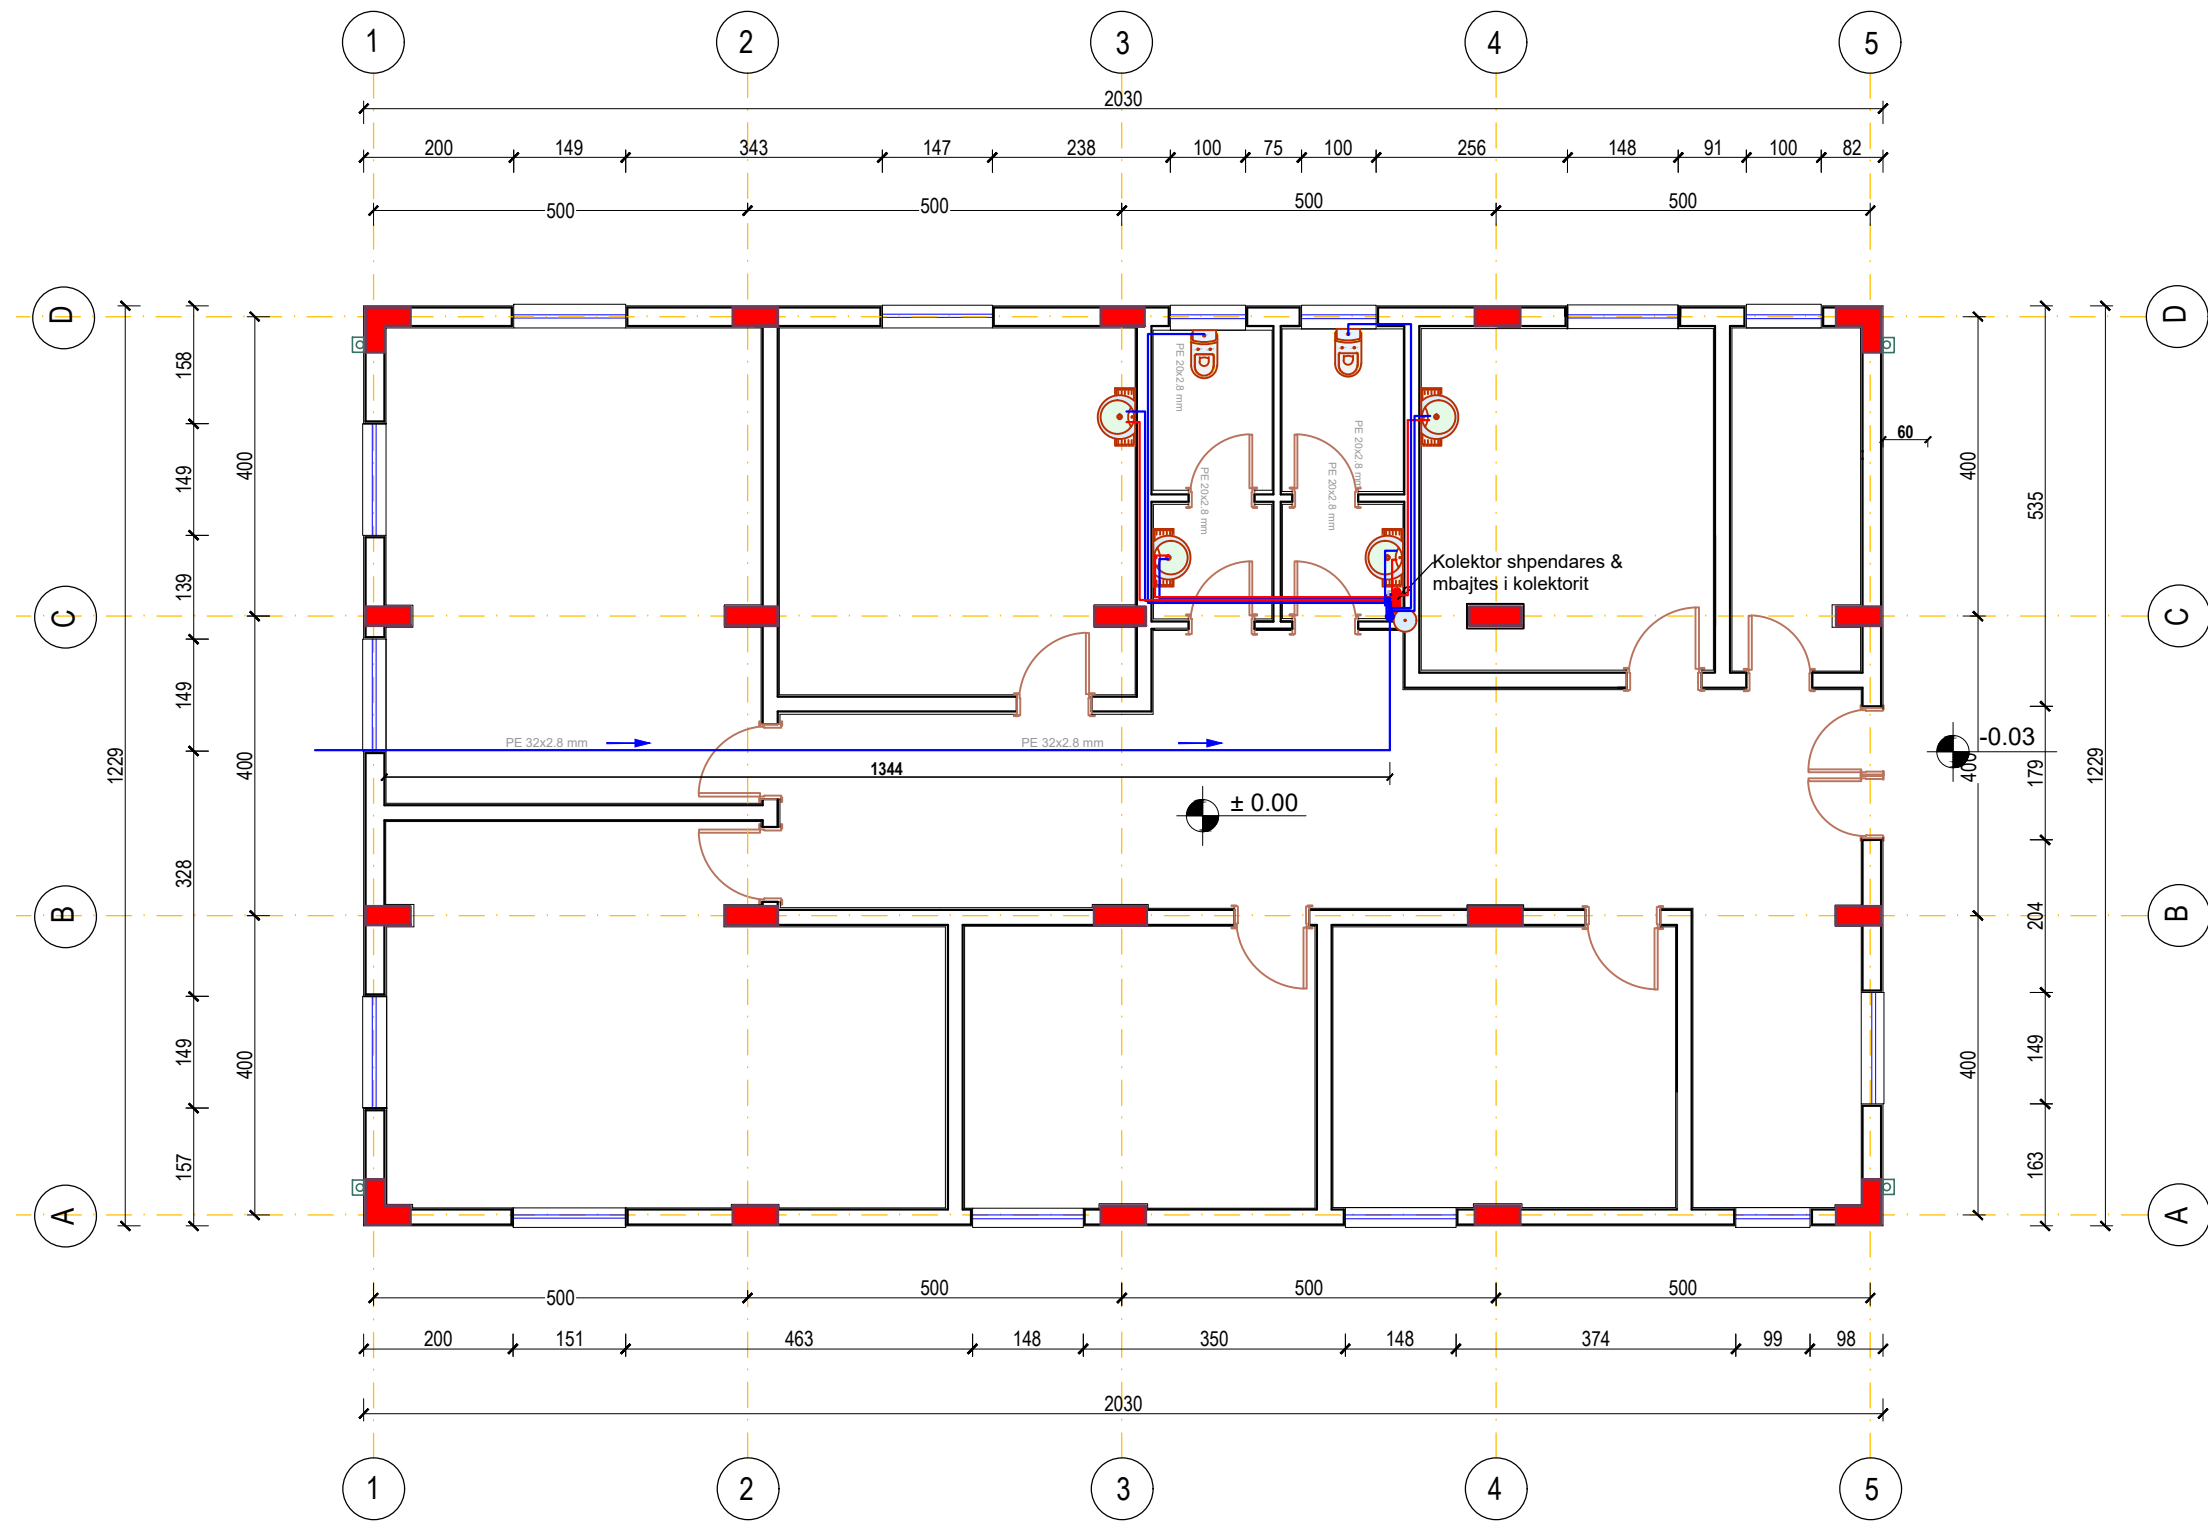 1 2 3 4 5
2030
200 149 343 147 238 100 75 100 256 148 91 100 82
500 500 500 500
D D
158
149
400
139
C C
149
1229
400
328
B B
149
400
157
A A
PE 20x2.8 mm
PE 20x2.8 mm
PE 20x2.8 mm
PE 20x2.8 mm
Kolektor shpendares &
mbajtes i kolektorit
60
400
535
PE 32x2.8 mm PE 32x2.8 mm
1344
± 0.00
-0.03
400
179
1229
204
400
149
163
500 500 500 500
200 151 463 148 350 148 374 99 98
2030
1 2 3 4 5